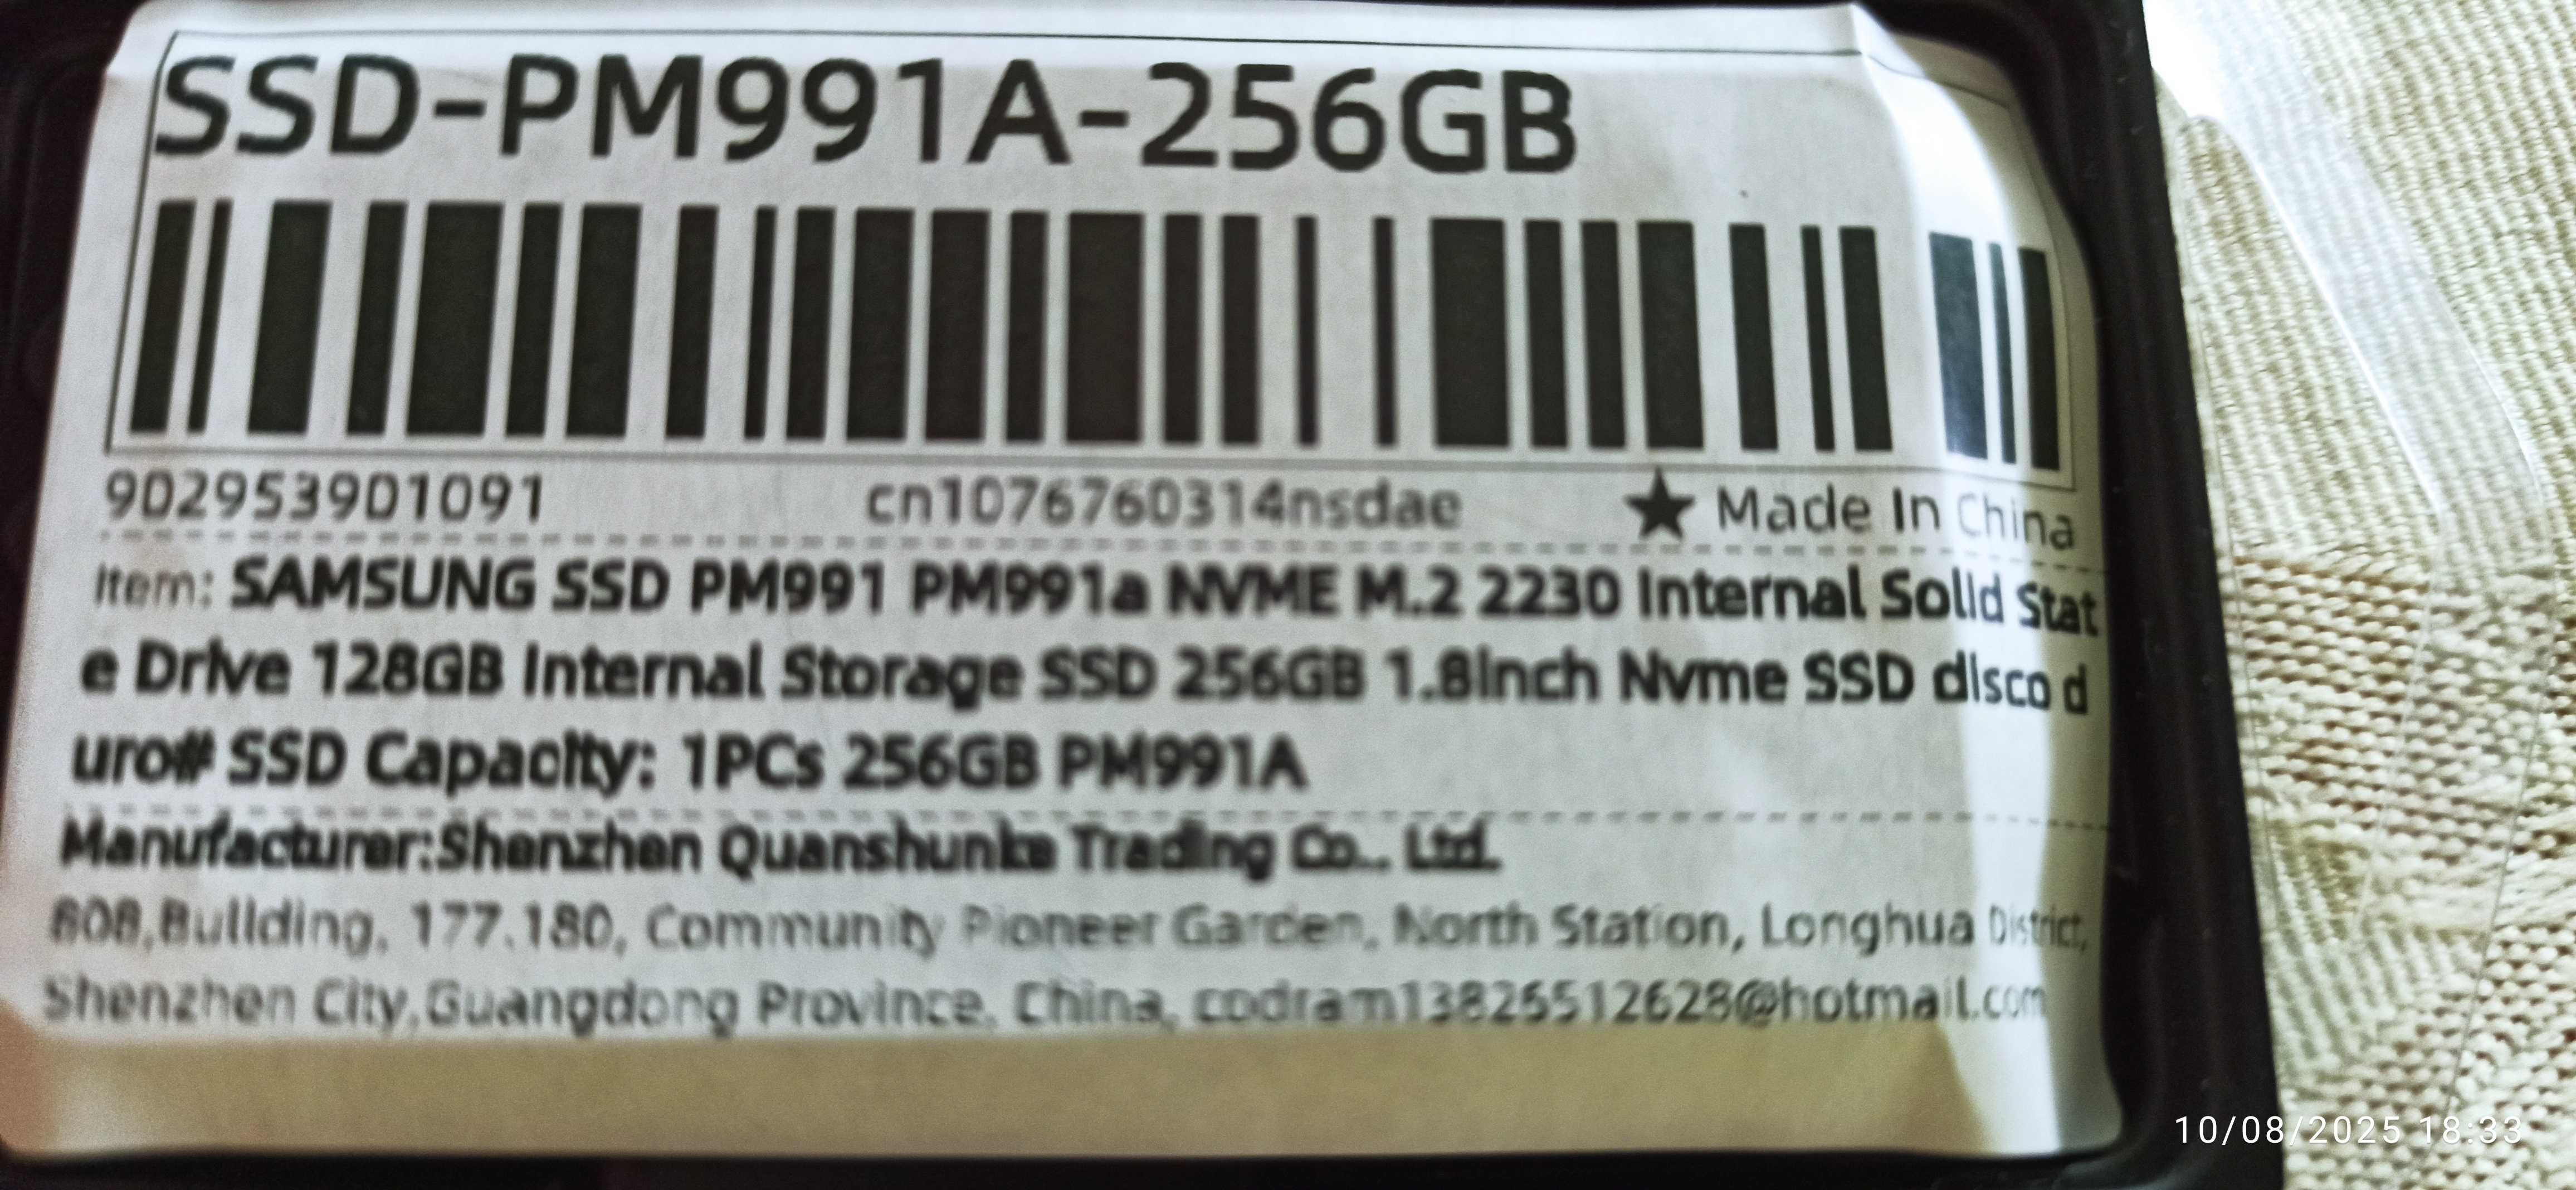 SSD-PM991A-256GB
902953901091 cn1076760314nsdae ★ Made In China
Item: SAMSUNG SSD PM991 PM991a NVME M.2 2230 Internal Solid Stat
e Drive 128GB Internal Storage SSD 256GB 1.8inch Nvme SSD disco d
uro# SSD Capacity: 1PCs 256GB PM991A
Manufacturer:Shenzhen Quanshunke Trading Co.. Ltd.
808,Building, 177.180, Community Pioneer Garden, North Station, Longhua District,
Shenzhen City,Guangdong Province, China, codram13826512628@hotmail.com
10/08/2025 18:33